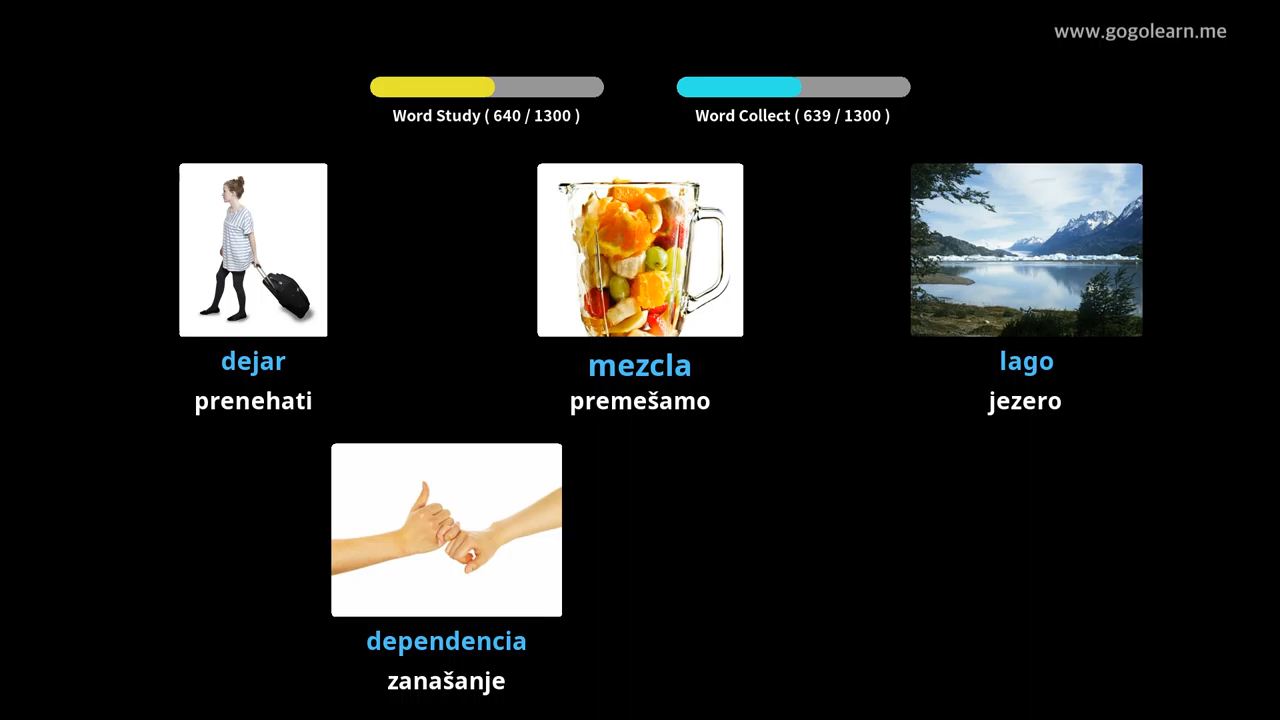 www.gogolearn.me
Word Study ( 640 / 1300 )
Word Collect ( 639 / 1300 )
dejar
prenehati
mezcla
premešamo
lago
jezero
dependencia
zanašanje